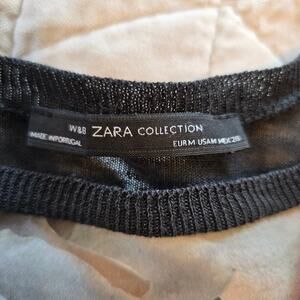 W&B ZARA COLLECTION
MADE IN PORTUGAL EUR M USA M MEX 28